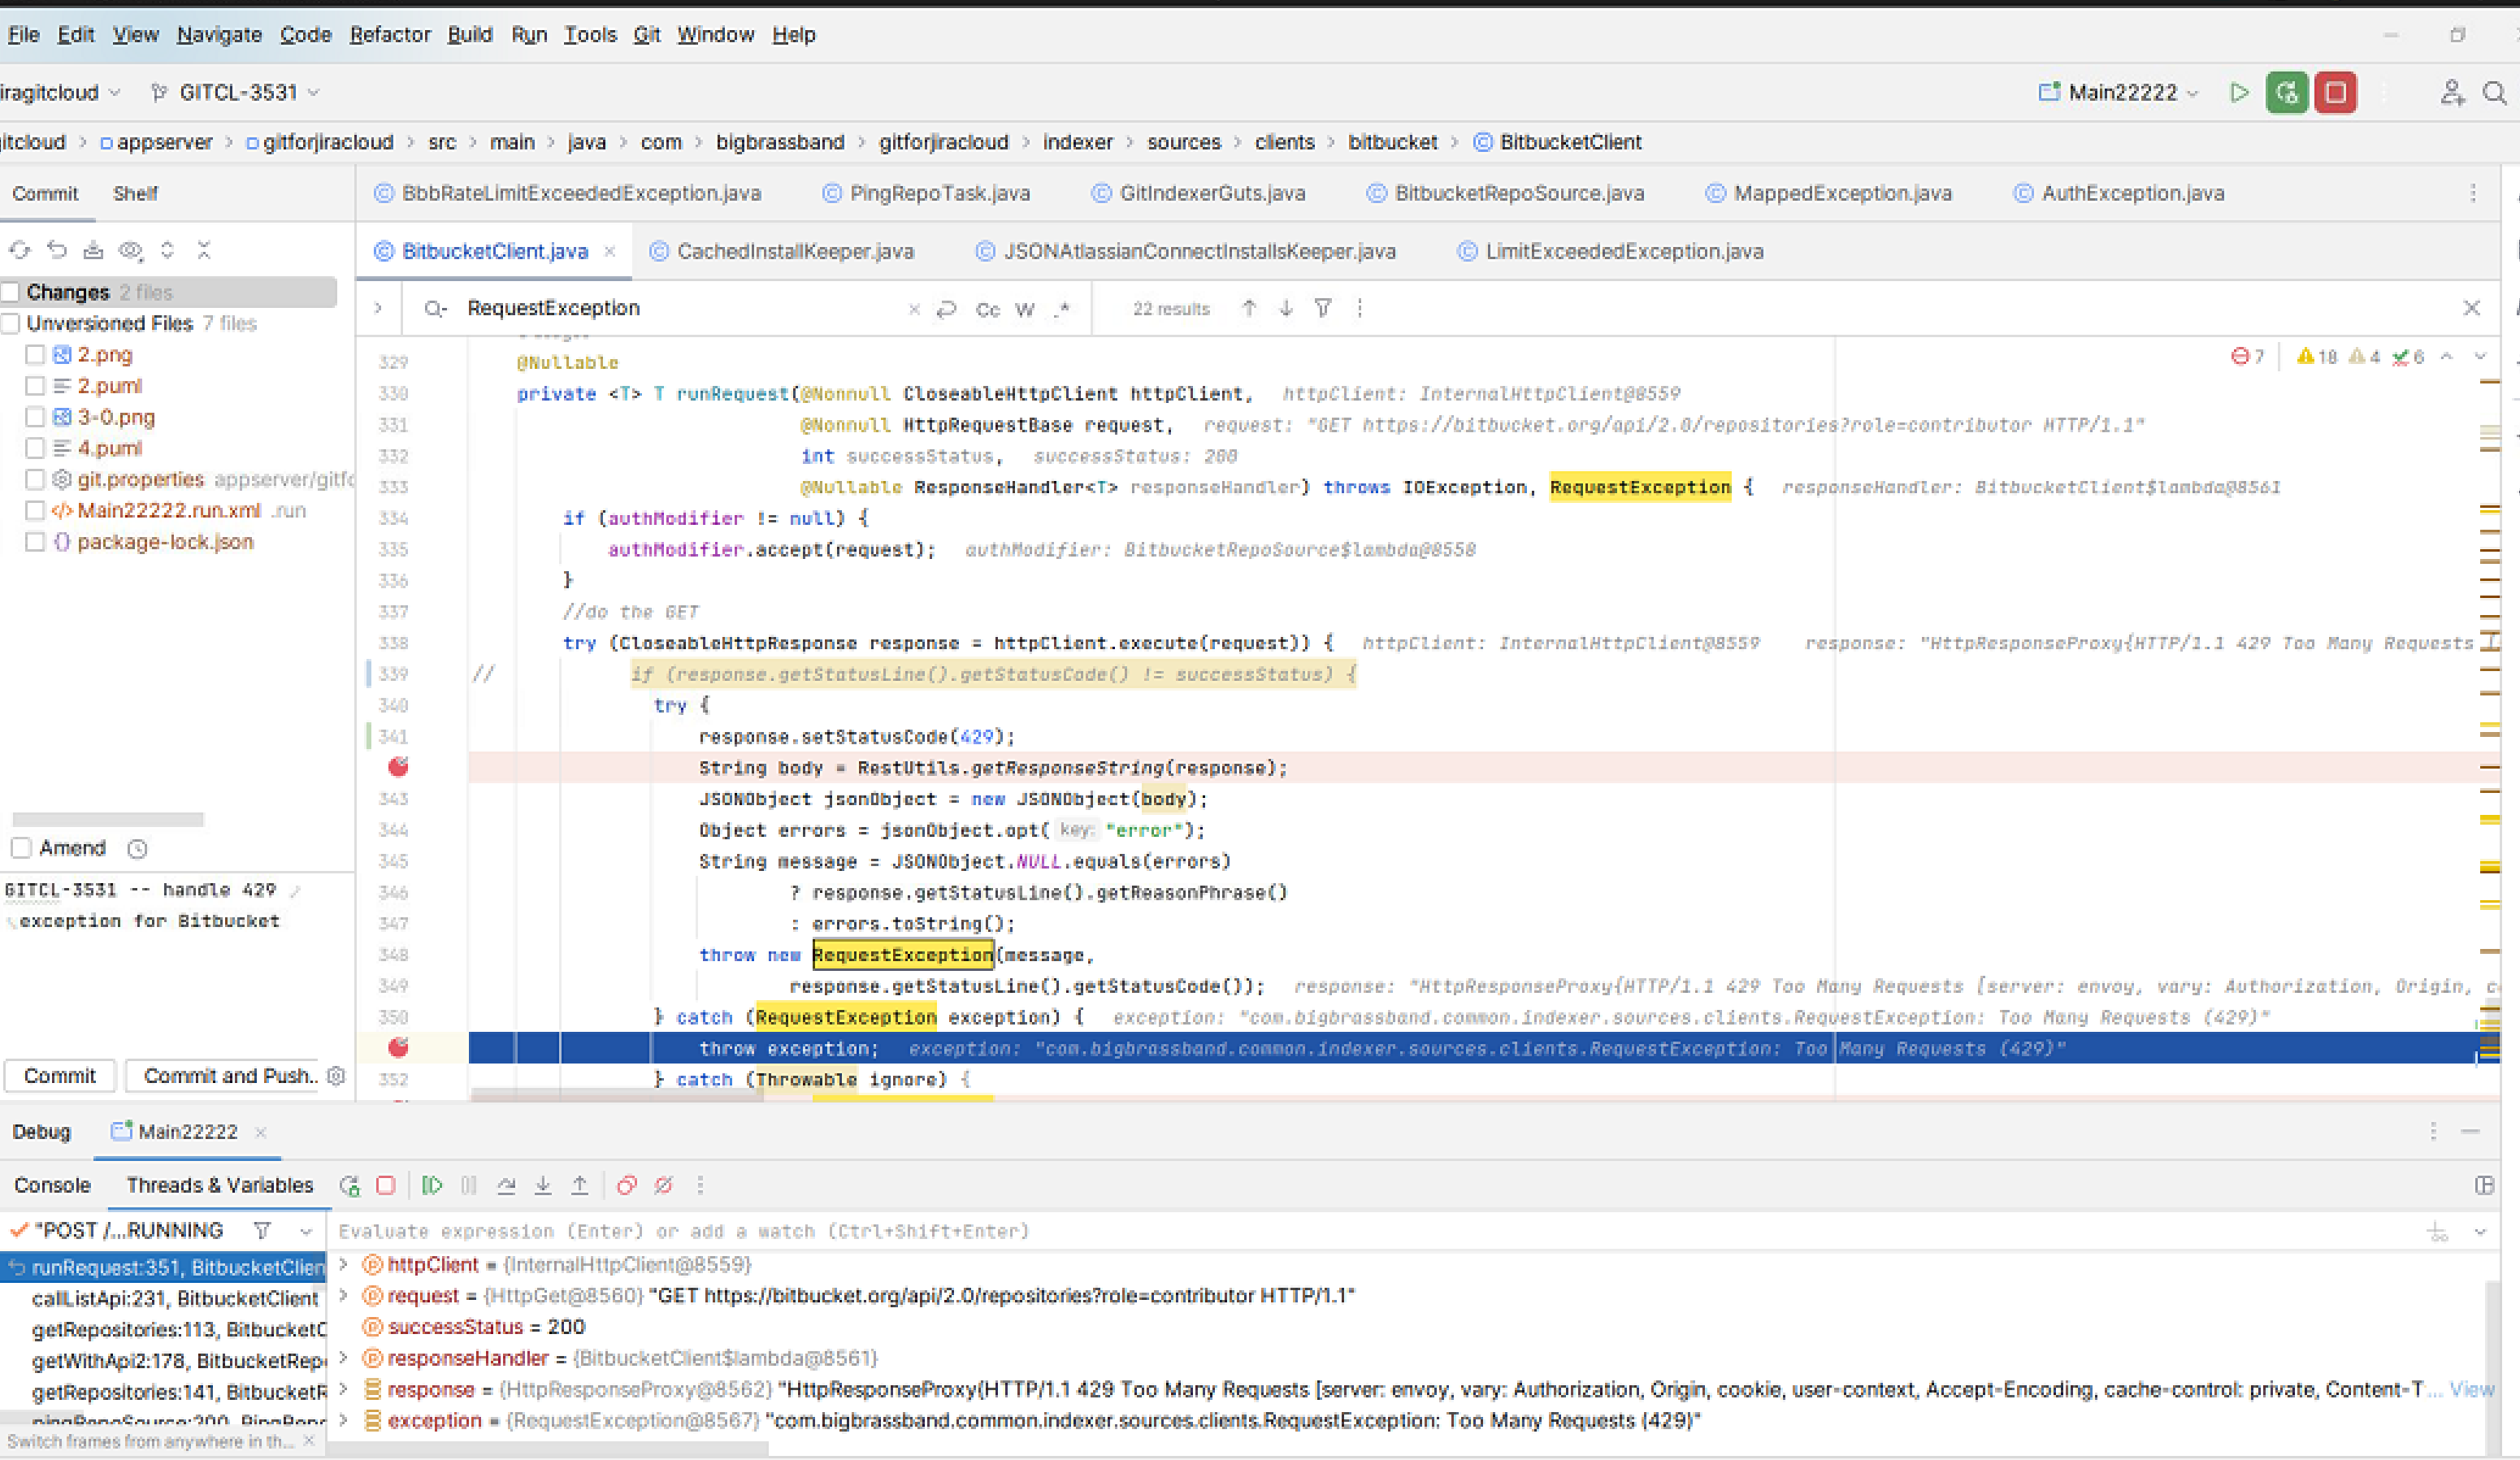 File Edit View Navigate Code Refactor Build Run Tools Git Window Help
iragitcloud GITCL-3531 Main22222
itcloud > appserver > gitforjiracloud > src > main > java > com > bigbrassband > gitforjiracloud > indexer > sources > clients > bitbucket > BitbucketClient
Commit Shelf BbbRateLimitExceededException.java PingRepoTask.java GitIndexerGuts.java BitbucketRepoSource.java MappedException.java AuthException.java
BitbucketClient.java CachedInstallKeeper.java JSONAtlassianConnectInstallsKeeper.java LimitExceededException.java
Changes 2 files
Unversioned Files 7 files
2.png
2.puml
3-0.png
4.puml
git.properties appserver/gitfo
Main22222.run.xml .run
package-lock.json
Amend
GITCL-3531 -- handle 429
exception for Bitbucket
Commit Commit and Push..
RequestException Cc W .* 22 results
7 18 4 6
329 @Nullable
330 private <T> T runRequest(@Nonnull CloseableHttpClient httpClient, httpClient: InternalHttpClient@8559
331 @Nonnull HttpRequestBase request, request: "GET https://bitbucket.org/api/2.0/repositories?role=contributor HTTP/1.1"
332 int successStatus, successStatus: 200
333 @Nullable ResponseHandler<T> responseHandler) throws IOException, RequestException { responseHandler: BitbucketClient$lambda@8561
334 if (authModifier != null) {
335 authModifier.accept(request); authModifier: BitbucketRepoSource$lambda@8558
336 }
337 //do the GET
338 try (CloseableHttpResponse response = httpClient.execute(request)) { httpClient: InternalHttpClient@8559 response: "HttpResponseProxy{HTTP/1.1 429 Too Many Requests
339 // if (response.getStatusLine().getStatusCode() != successStatus) {
340 try {
341 response.setStatusCode(429);
String body = RestUtils.getResponseString(response);
343 JSONObject jsonObject = new JSONObject(body);
344 Object errors = jsonObject.opt( key: "error");
345 String message = JSONObject.NULL.equals(errors)
346 ? response.getStatusLine().getReasonPhrase()
347 : errors.toString();
348 throw new RequestException(message,
349 response.getStatusLine().getStatusCode()); response: "HttpResponseProxy{HTTP/1.1 429 Too Many Requests [server: envoy, vary: Authorization, Origin, c
350 } catch (RequestException exception) { exception: "com.bigbrassband.common.indexer.sources.clients.RequestException: Too Many Requests (429)"
throw exception; exception: "com.bigbrassband.common.indexer.sources.clients.RequestException: Too Many Requests (429)"
352 } catch (Throwable ignore) {
Debug Main22222
Console Threads & Variables
"POST /...RUNNING
Evaluate expression (Enter) or add a watch (Ctrl+Shift+Enter)
runRequest:351, BitbucketClien
callListApi:231, BitbucketClient
getRepositories:113, BitbucketC
getWithApi2:178, BitbucketRep
getRepositories:141, BitbucketR
pingRepoSource:200, PingRepo
Switch frames from anywhere in th...
httpClient = {InternalHttpClient@8559}
request = {HttpGet@8560} "GET https://bitbucket.org/api/2.0/repositories?role=contributor HTTP/1.1"
successStatus = 200
responseHandler = {BitbucketClient$lambda@8561}
response = {HttpResponseProxy@8562} "HttpResponseProxy{HTTP/1.1 429 Too Many Requests [server: envoy, vary: Authorization, Origin, cookie, user-context, Accept-Encoding, cache-control: private, Content-T... View
exception = {RequestException@8567} "com.bigbrassband.common.indexer.sources.clients.RequestException: Too Many Requests (429)"